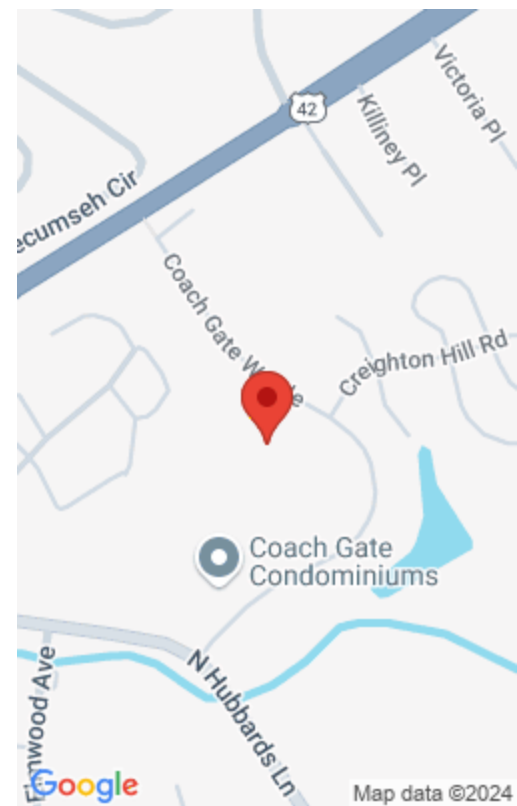 42
Victoria Pl
Killiney Pl
ecumseh Cir
Coach Gate
Creighton Hill Rd
Coach Gate
Condominiums
N Hubbards Ln
wood Ave
Google
Map data ©2024